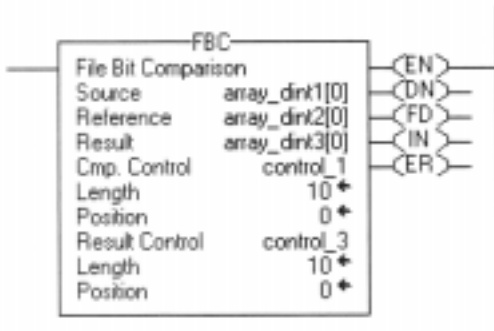 FBC
File Bit Comparison
Source array_dint1[0]
Reference array_dint2[0]
Result array_dint3[0]
Cmp. Control control_1
Length 10
Position 0
Result Control control_3
Length 10
Position 0
EN
DN
FD
IN
ER